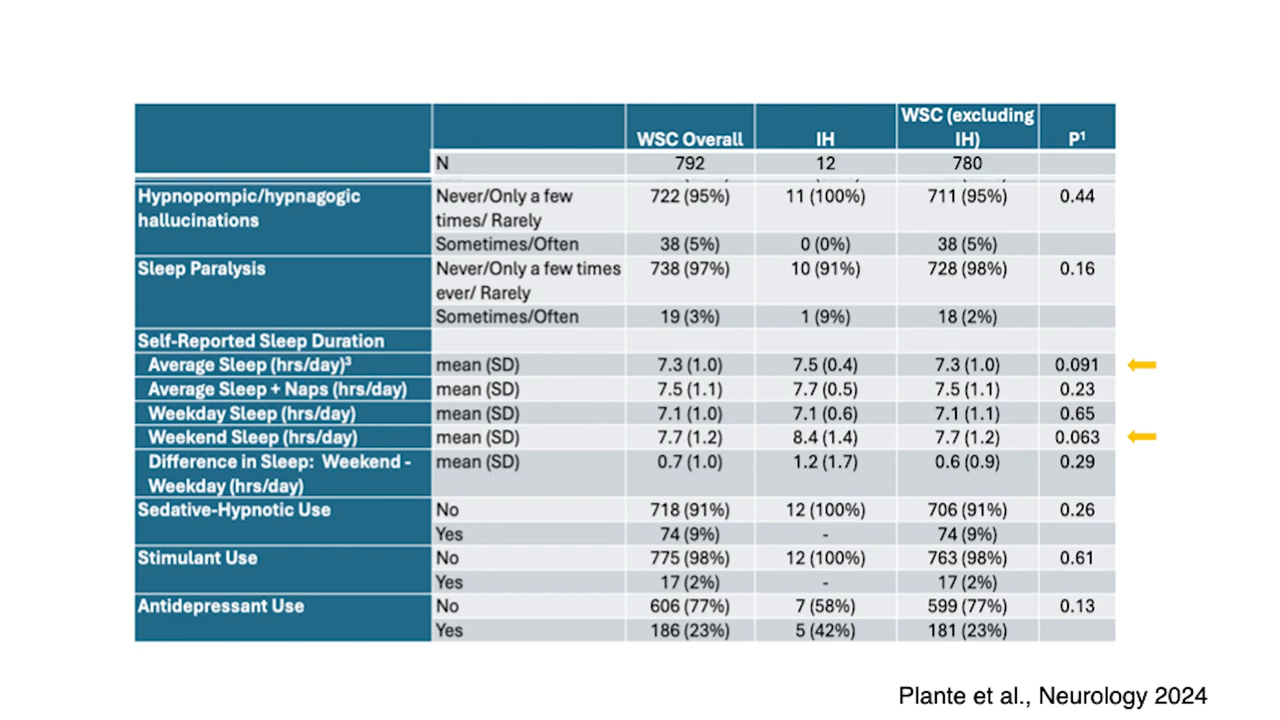 WSC Overall IH WSC (excluding IH) P¹
N 792 12 780
Hypnopompic/hypnagogic hallucinations Never/Only a few times/ Rarely 722 (95%) 11 (100%) 711 (95%) 0.44
Sometimes/Often 38 (5%) 0 (0%) 38 (5%)
Sleep Paralysis Never/Only a few times ever/ Rarely 738 (97%) 10 (91%) 728 (98%) 0.16
Sometimes/Often 19 (3%) 1 (9%) 18 (2%)
Self-Reported Sleep Duration
Average Sleep (hrs/day)³ mean (SD) 7.3 (1.0) 7.5 (0.4) 7.3 (1.0) 0.091
Average Sleep + Naps (hrs/day) mean (SD) 7.5 (1.1) 7.7 (0.5) 7.5 (1.1) 0.23
Weekday Sleep (hrs/day) mean (SD) 7.1 (1.0) 7.1 (0.6) 7.1 (1.1) 0.65
Weekend Sleep (hrs/day) mean (SD) 7.7 (1.2) 8.4 (1.4) 7.7 (1.2) 0.063
Difference in Sleep: Weekend - Weekday (hrs/day) mean (SD) 0.7 (1.0) 1.2 (1.7) 0.6 (0.9) 0.29
Sedative-Hypnotic Use No 718 (91%) 12 (100%) 706 (91%) 0.26
Yes 74 (9%) - 74 (9%)
Stimulant Use No 775 (98%) 12 (100%) 763 (98%) 0.61
Yes 17 (2%) - 17 (2%)
Antidepressant Use No 606 (77%) 7 (58%) 599 (77%) 0.13
Yes 186 (23%) 5 (42%) 181 (23%)
Plante et al., Neurology 2024